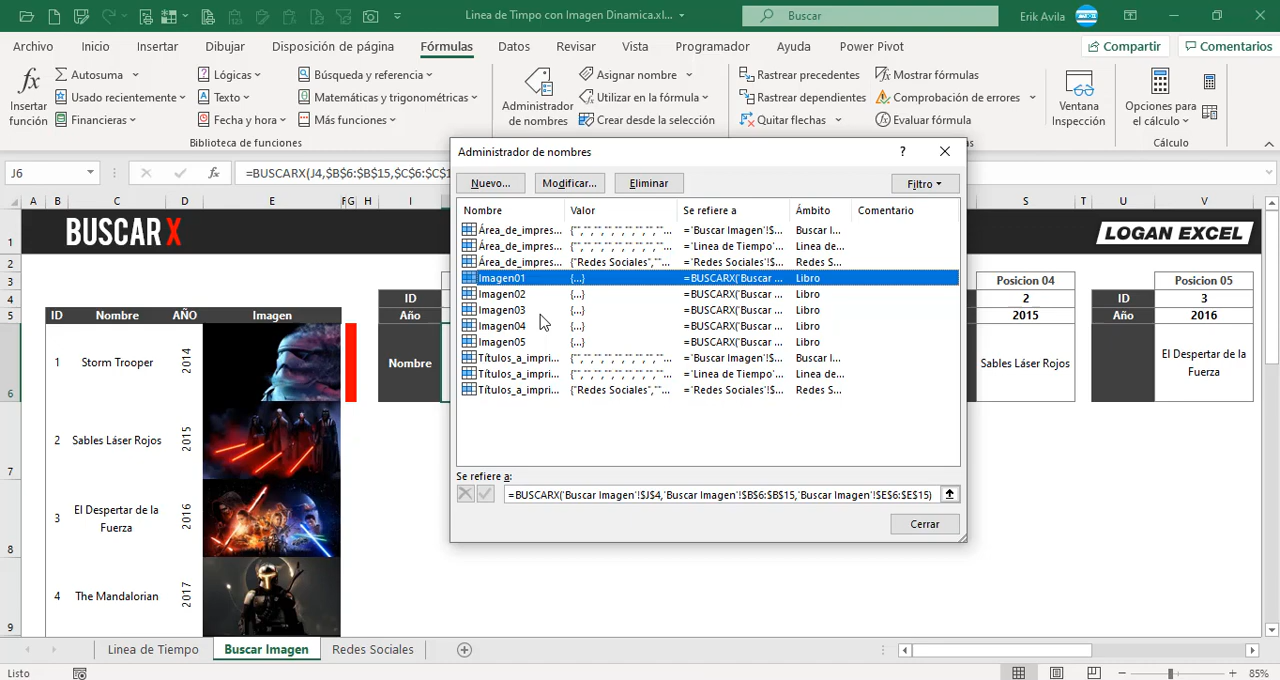 Linea de Timpo con Imagen Dinamica.xl...
Buscar
Erik Avila
Archivo Inicio Insertar Dibujar Disposición de página Fórmulas Datos Revisar Vista Programador Ayuda Power Pivot Compartir Comentarios
fx Insertar función
Autosuma
Usado recientemente
Financieras
Lógicas
Texto
Fecha y hora
Búsqueda y referencia
Matemáticas y trigonométricas
Más funciones
Biblioteca de funciones
Administrador de nombres
Asignar nombre
Utilizar en la fórmula
Crear desde la selección
Rastrear precedentes
Rastrear dependientes
Quitar flechas
Mostrar fórmulas
Comprobación de errores
Evaluar fórmula
Ventana Inspección
Opciones para el cálculo
Cálculo
J6 fx =BUSCARX(J4,$B$6:$B$15,$C$6:$C$1
A B C D E F G H I S T U V
1
2
3
4
5
6
7
8
9
BUSCAR X
LOGAN EXCEL
ID Nombre AÑO Imagen
1 Storm Trooper 2014
2 Sables Láser Rojos 2015
3 El Despertar de la Fuerza 2016
4 The Mandalorian 2017
ID
Año
Nombre
Posicion 04
2
2015
Sables Láser Rojos
Posicion 05
ID 3
Año 2016
El Despertar de la Fuerza
Administrador de nombres ?
Nuevo... Modificar... Eliminar Filtro
Nombre Valor Se refiere a Ámbito Comentario
Área_de_impres... {"","","","","","",""... ='Buscar Imagen'!$... Buscar I...
Área_de_impres... {"","","","","","",""... ='Linea de Tiempo'... Linea de...
Área_de_impres... {"Redes Sociales",""... ='Redes Sociales'!$... Redes S...
Imagen01 {...} =BUSCARX('Buscar ... Libro
Imagen02 {...} =BUSCARX('Buscar ... Libro
Imagen03 {...} =BUSCARX('Buscar ... Libro
Imagen04 {...} =BUSCARX('Buscar ... Libro
Imagen05 {...} =BUSCARX('Buscar ... Libro
Títulos_a_impri... {"","","","","","",""... ='Buscar Imagen'!$... Buscar I...
Títulos_a_impri... {"","","","","","",""... ='Linea de Tiempo'... Linea de...
Títulos_a_impri... {"Redes Sociales",""... ='Redes Sociales'!$... Redes S...
Se refiere a:
=BUSCARX('Buscar Imagen'!$J$4,'Buscar Imagen'!$B$6:$B$15,'Buscar Imagen'!$E$6:$E$15)
Cerrar
Linea de Tiempo Buscar Imagen Redes Sociales
Listo 85%